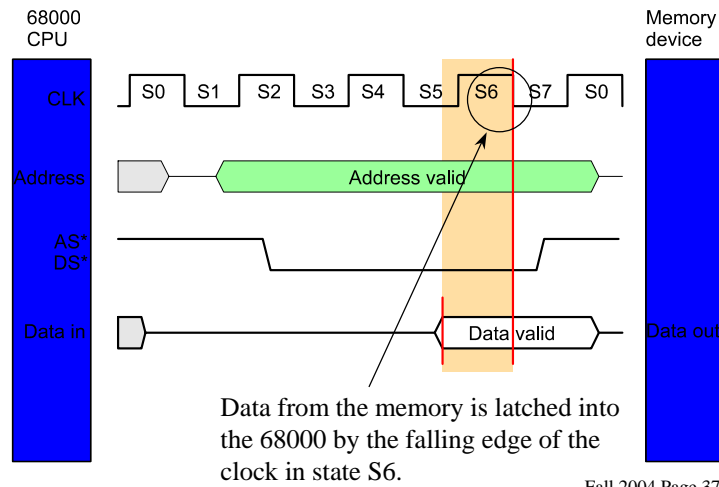 68000
CPU
Memory
device
CLK
S0 S1 S2 S3 S4 S5 S6 S7 S0
Address
Address valid
AS*
DS*
Data in
Data valid
Data out
Data from the memory is latched into
the 68000 by the falling edge of the
clock in state S6.
Fall 2004 Page 37